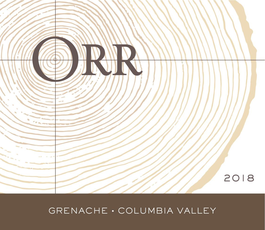 ORR
2018
GRENACHE • COLUMBIA VALLEY